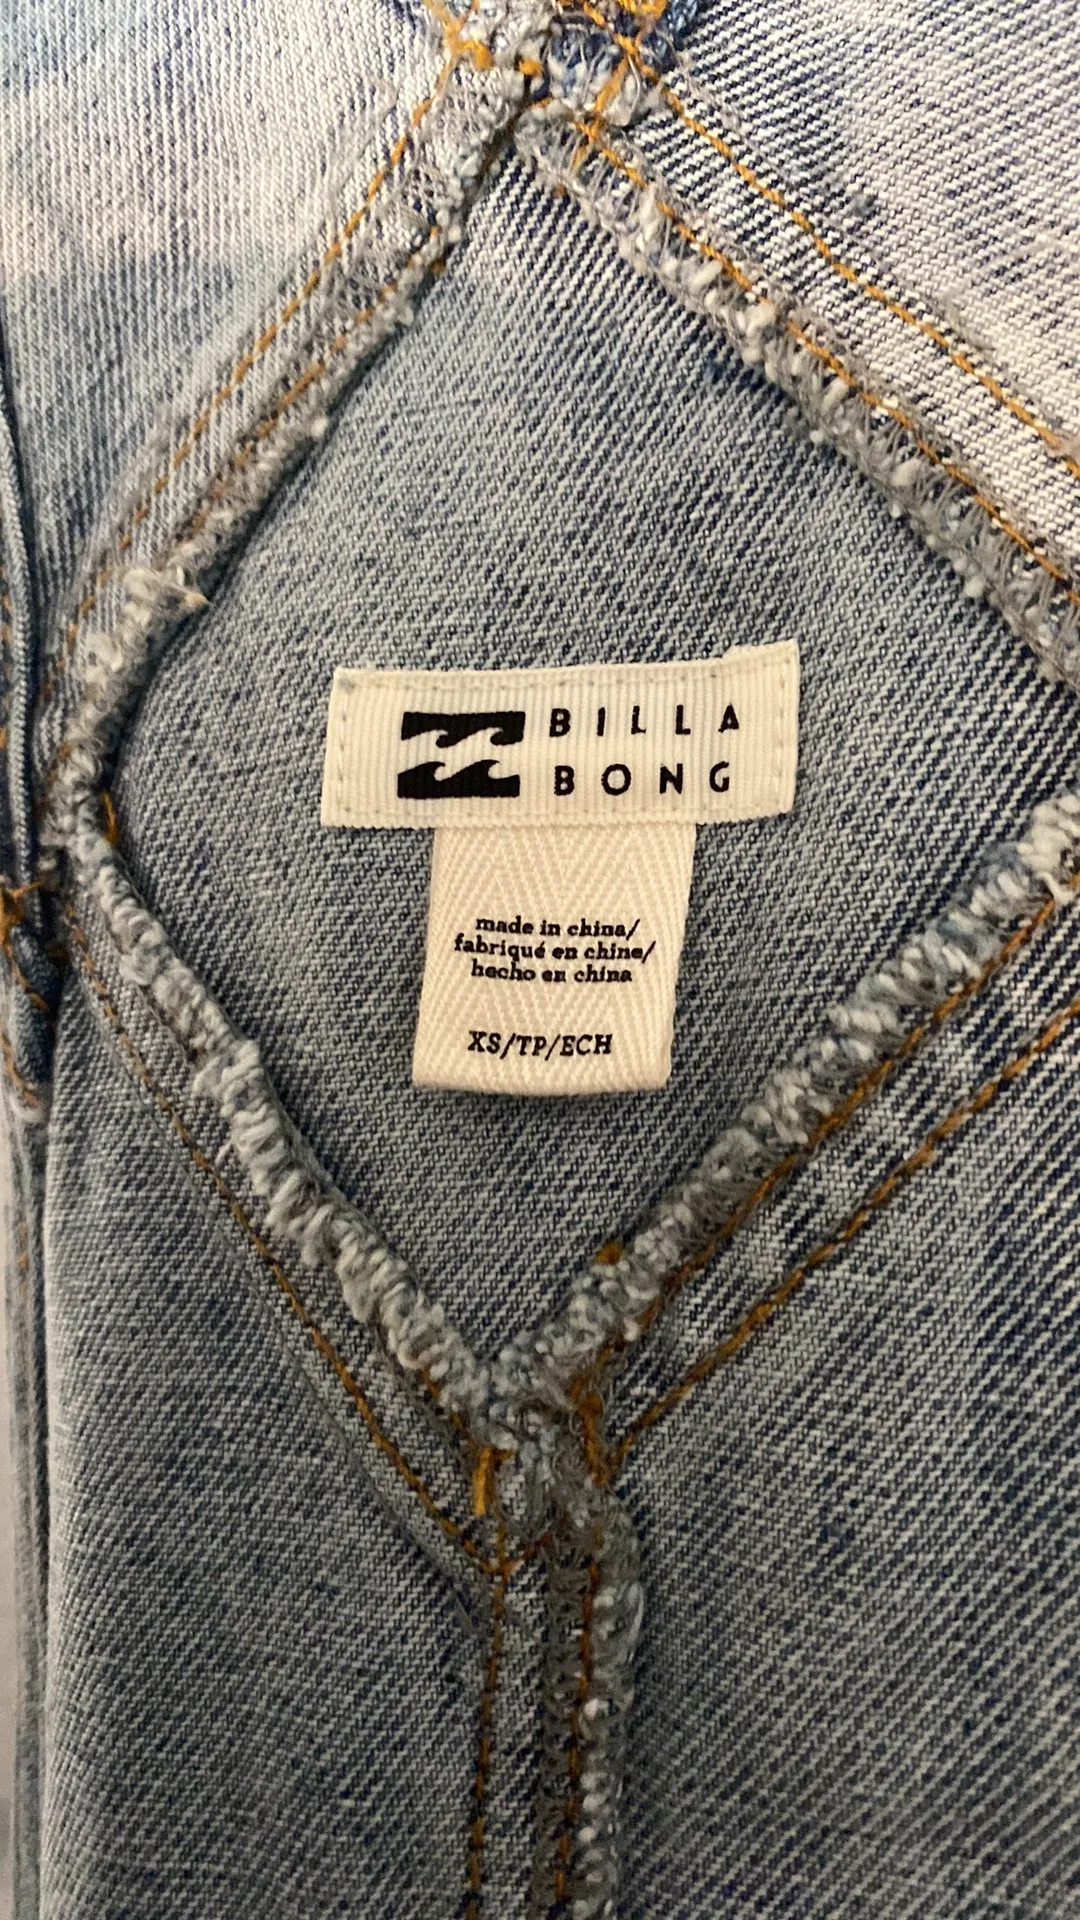 BILLA
BONG
made in china/
fabriqué en chine/
hecho en china
XS/TP/ECH